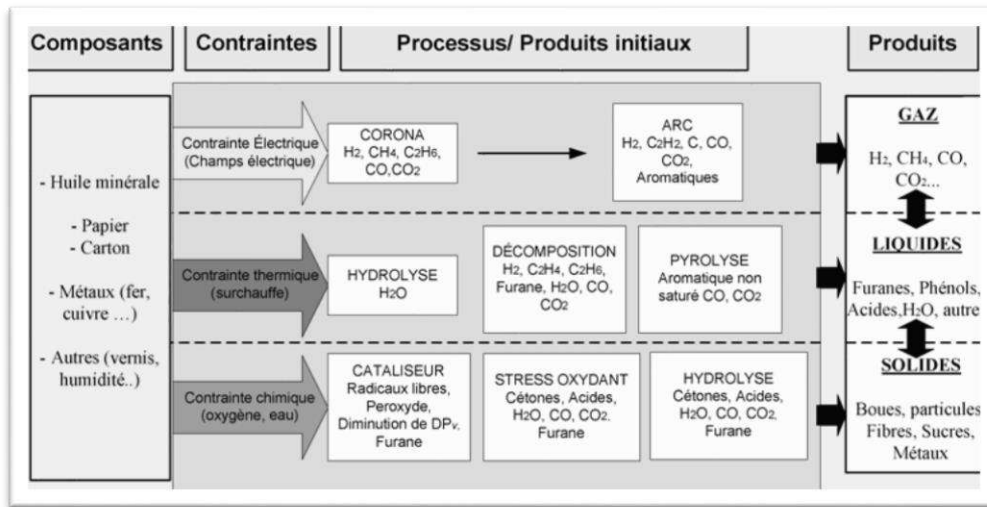 Composants
Contraintes
Processus/ Produits initiaux
Produits
- Huile minérale
- Papier
- Carton
- Métaux (fer,
cuivre …)
- Autres (vernis,
humidité..)
Contrainte Électrique
(Champs électrique)
CORONA
H₂, CH₄, C₂H₆,
CO,CO₂
ARC
H₂, C₂H₂, C, CO,
CO₂,
Aromatiques
GAZ
H₂, CH₄, CO,
CO₂...
Contrainte thermique
(surchauffe)
HYDROLYSE
H₂O
DÉCOMPOSITION
H₂, C₂H₄, C₂H₆,
Furane, H₂O, CO,
CO₂
PYROLYSE
Aromatique non
saturé CO, CO₂
LIQUIDES
Furanes, Phénols,
Acides,H₂O, autre
Contrainte chimique
(oxygène, eau)
CATALISEUR
Radicaux libres,
Peroxyde,
Diminution de DPᵥ,
Furane
STRESS OXYDANT
Cétones, Acides,
H₂O, CO, CO₂,
Furane
HYDROLYSE
Cétones, Acides,
H₂O, CO, CO₂,
Furane
SOLIDES
Boues, particules
Fibres, Sucres,
Métaux